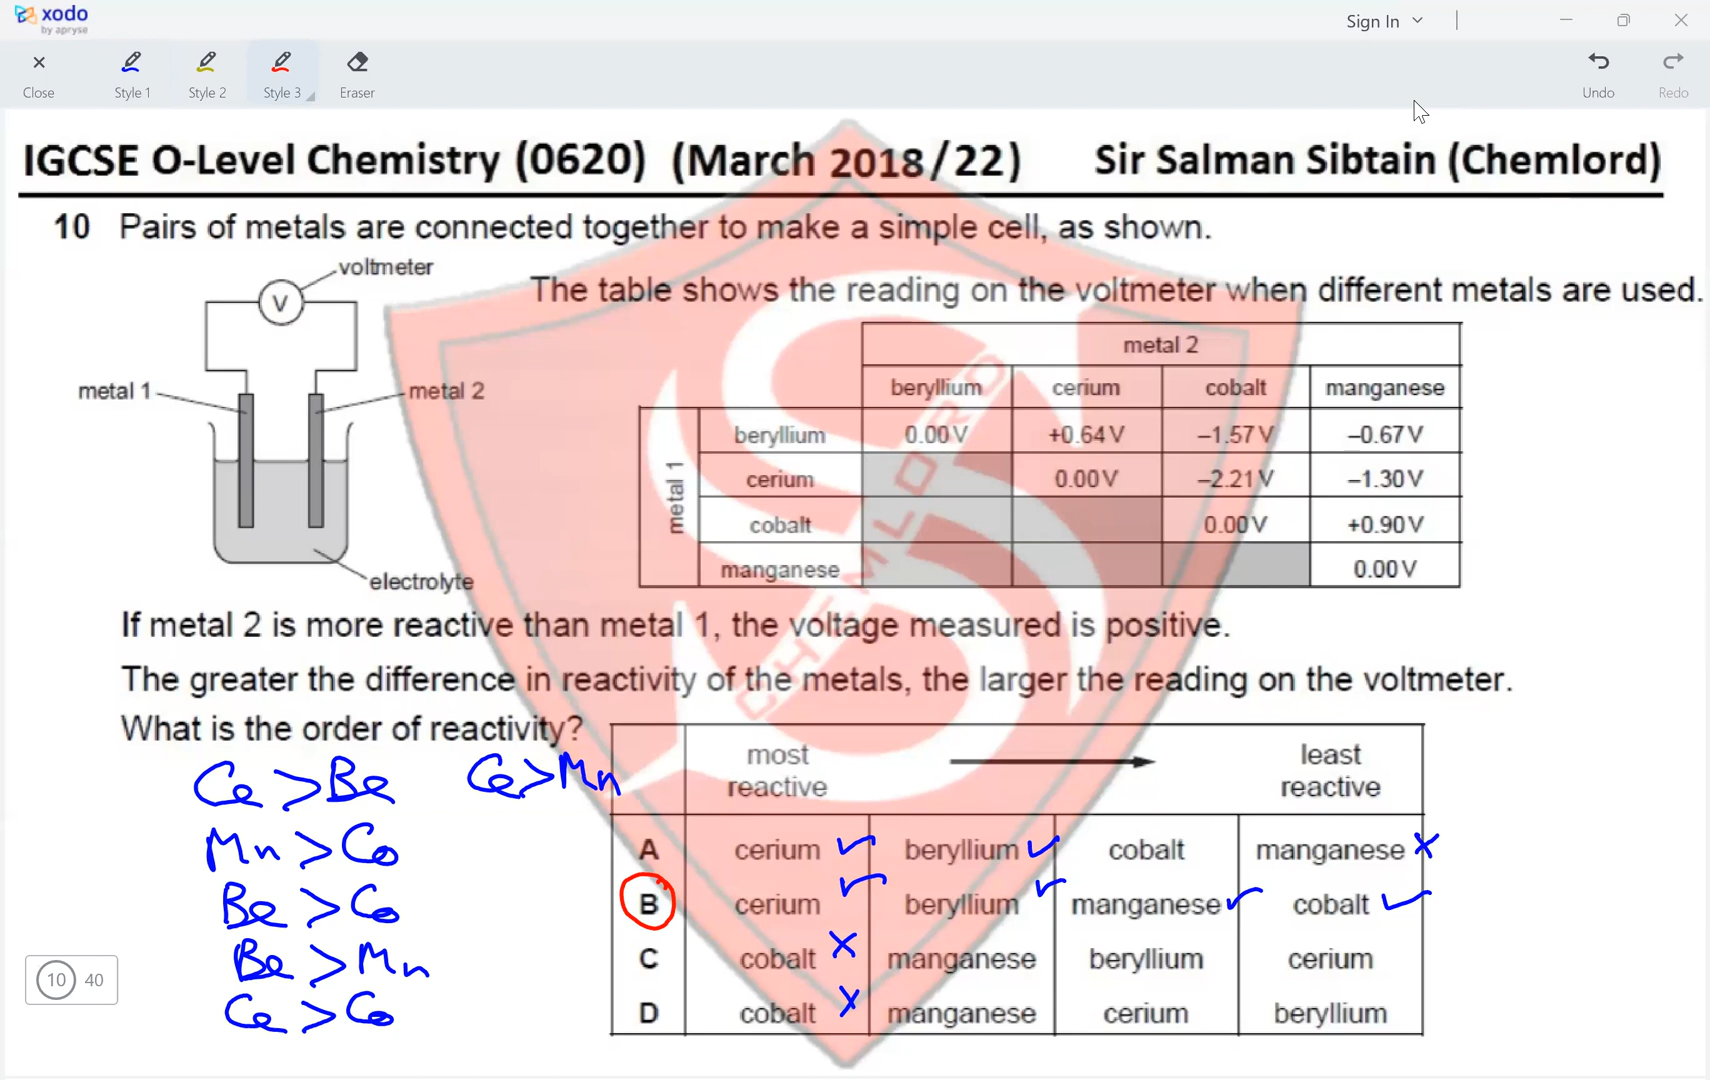 xodo
by apryse
Sign In
Close
Style 1
Style 2
Style 3
Eraser
Undo
Redo
IGCSE O-Level Chemistry (0620) (March 2018/22) Sir Salman Sibtain (Chemlord)
10 Pairs of metals are connected together to make a simple cell, as shown.
voltmeter
V
metal 1
metal 2
electrolyte
The table shows the reading on the voltmeter when different metals are used.
metal 2
beryllium cerium cobalt manganese
metal 1
beryllium 0.00 V +0.64 V –1.57 V –0.67 V
cerium 0.00 V –2.21 V –1.30 V
cobalt 0.00 V +0.90 V
manganese 0.00 V
CHEMLORD
If metal 2 is more reactive than metal 1, the voltage measured is positive.
The greater the difference in reactivity of the metals, the larger the reading on the voltmeter.
What is the order of reactivity?
Ce > Be Ce > Mn
Mn > Co
Be > Co
Be > Mn
Ce > Co
most reactive least reactive
A cerium beryllium cobalt manganese
B cerium beryllium manganese cobalt
C cobalt manganese beryllium cerium
D cobalt manganese cerium beryllium
10 40